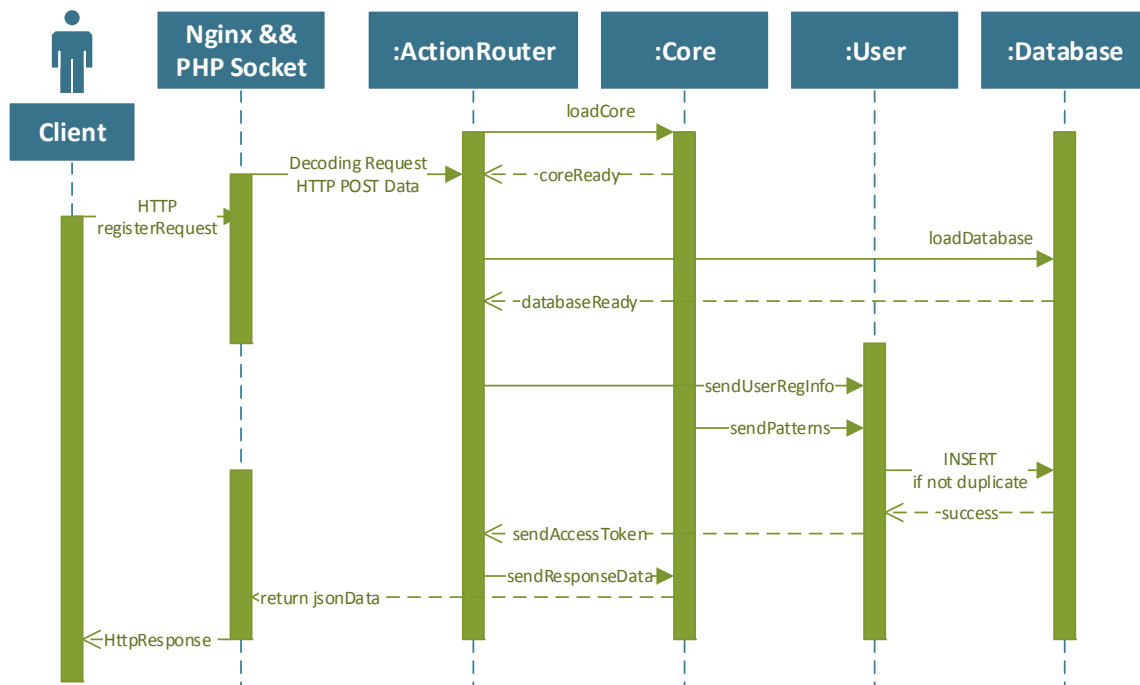 Nginx &&
PHP Socket
:ActionRouter
:Core
:User
:Database
Client
loadCore
Decoding Request
HTTP POST Data
coreReady
HTTP
registerRequest
loadDatabase
databaseReady
sendUserRegInfo
sendPatterns
INSERT
if not duplicate
success
sendAccessToken
sendResponseData
return jsonData
HttpResponse